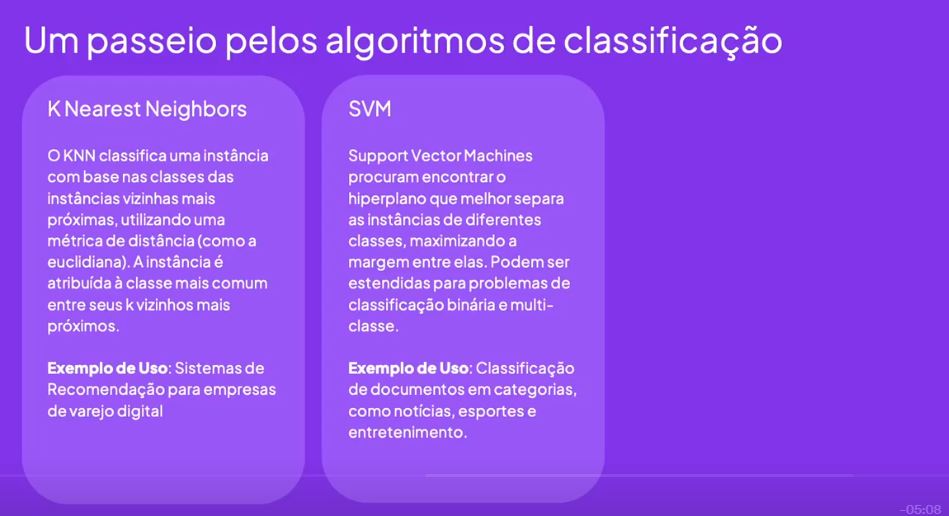 Um passeio pelos algoritmos de classificação
K Nearest Neighbors
O KNN classifica uma instância
com base nas classes das
instâncias vizinhas mais
próximas, utilizando uma
métrica de distância (como a
euclidiana). A instância é
atribuída à classe mais comum
entre seus k vizinhos mais
próximos.
Exemplo de Uso: Sistemas de
Recomendação para empresas
de varejo digital
SVM
Support Vector Machines
procuram encontrar o
hiperplano que melhor separa
as instâncias de diferentes
classes, maximizando a
margem entre elas. Podem ser
estendidas para problemas de
classificação binária e multi-
classe.
Exemplo de Uso: Classificação
de documentos em categorias,
como notícias, esportes e
entretenimento.
-05:08